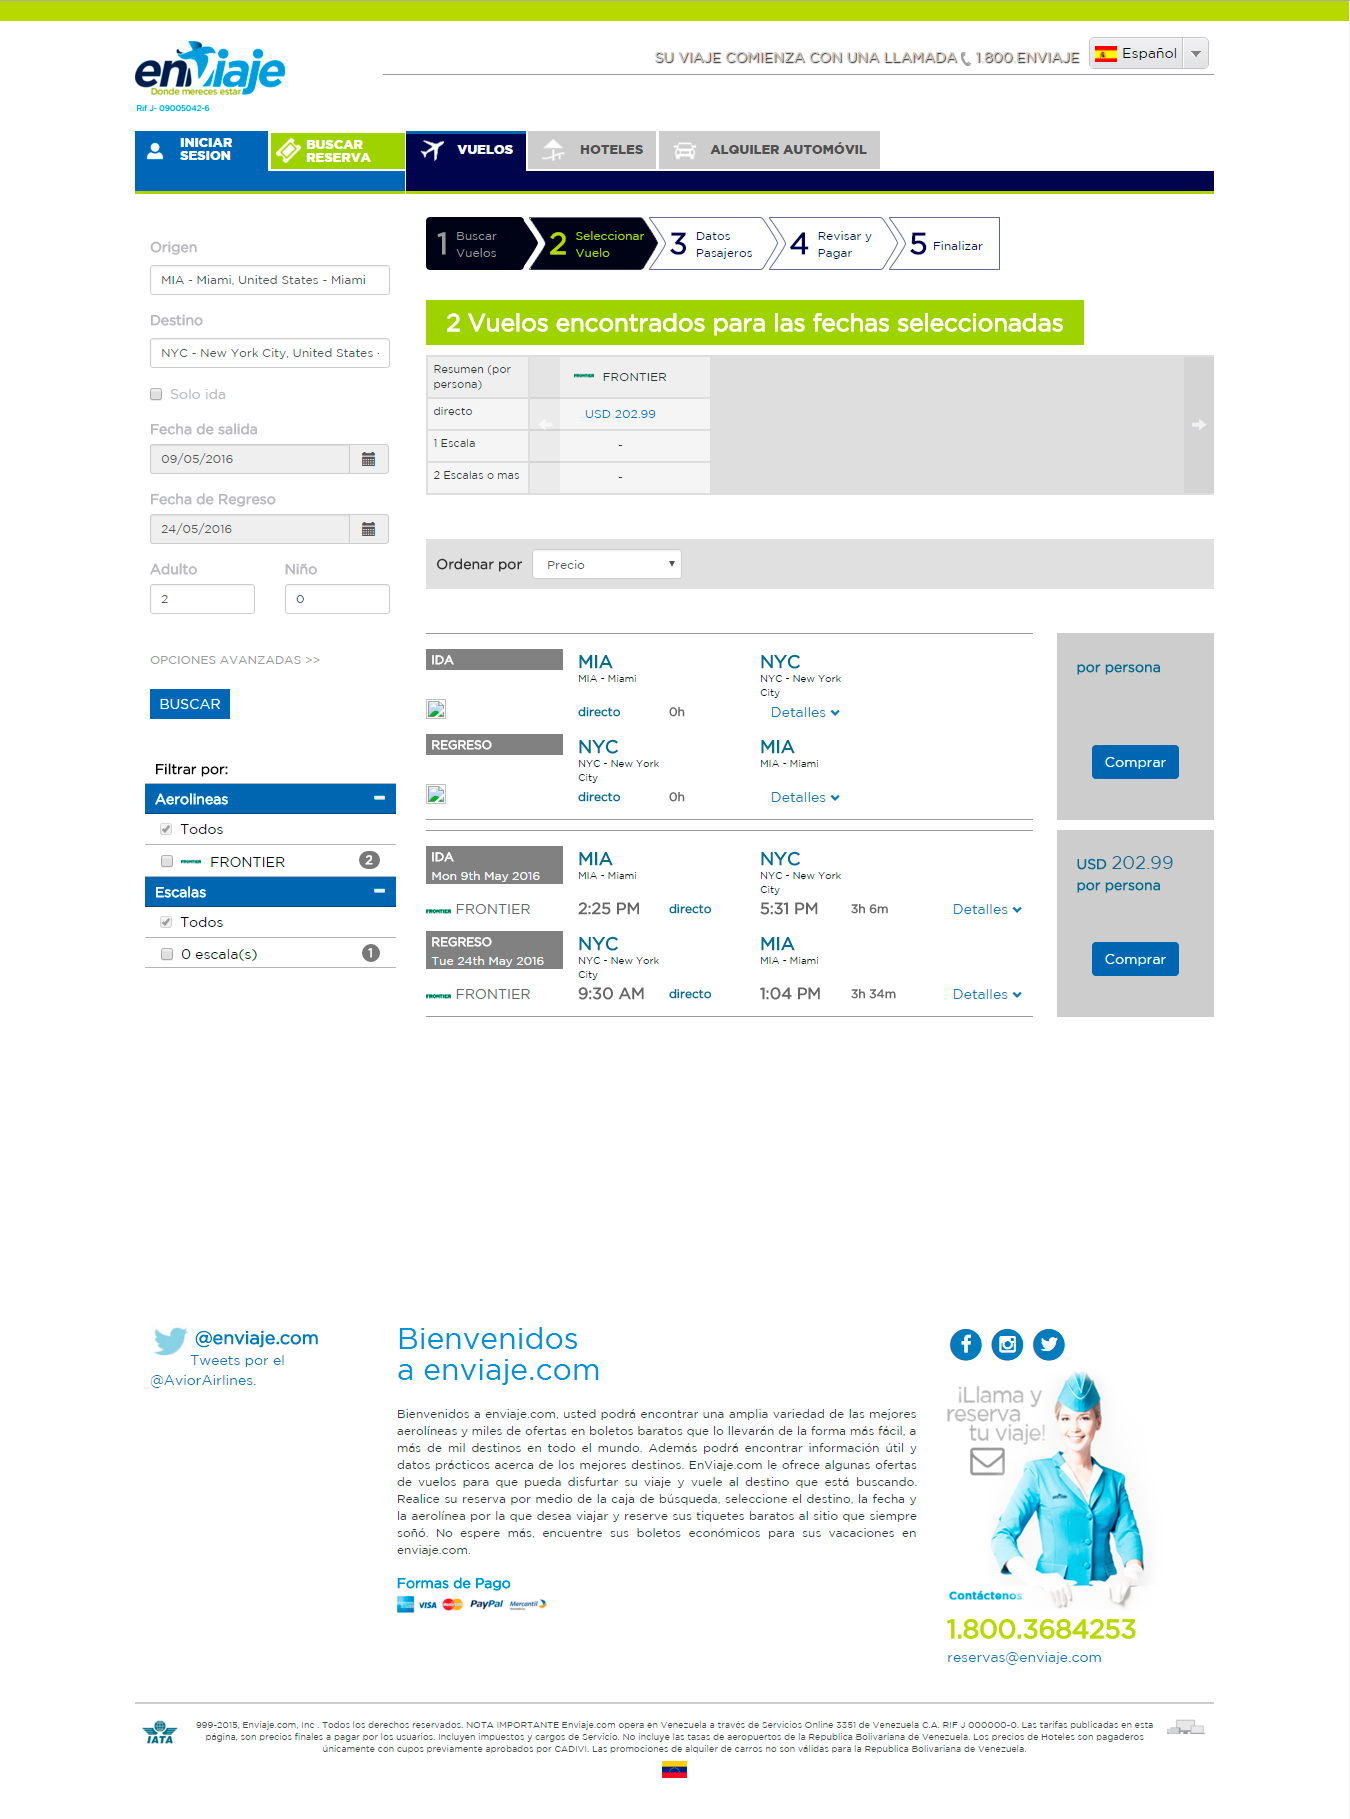 enViaje
Donde mereces estar
Rif J- 09005042-6
SU VIAJE COMIENZA CON UNA LLAMADA 1.800.ENVIAJE
Español
INICIAR
SESION
BUSCAR
RESERVA
VUELOS
HOTELES
ALQUILER AUTOMÓVIL
Origen
MIA - Miami, United States - Miami
Destino
NYC - New York City, United States -
Solo ida
Fecha de salida
09/05/2016
Fecha de Regreso
24/05/2016
Adulto Niño
2 0
OPCIONES AVANZADAS >>
BUSCAR
Filtrar por:
Aerolineas
Todos
FRONTIER FRONTIER 2
Escalas
Todos
0 escala(s) 1
1 Buscar
Vuelos
2 Seleccionar
Vuelo
3 Datos
Pasajeros
4 Revisar y
Pagar
5 Finalizar
2 Vuelos encontrados para las fechas seleccionadas
Resumen (por
persona)
FRONTIER FRONTIER
directo USD 202.99
1 Escala -
2 Escalas o mas -
Ordenar por Precio
IDA MIA NYC
MIA - Miami NYC - New York
City
directo 0h Detalles
REGRESO NYC MIA
NYC - New York MIA - Miami
City
directo 0h Detalles
por persona
Comprar
IDA MIA NYC
Mon 9th May 2016 MIA - Miami NYC - New York
City
FRONTIER FRONTIER 2:25 PM directo 5:31 PM 3h 6m Detalles
REGRESO NYC MIA
Tue 24th May 2016 NYC - New York MIA - Miami
City
FRONTIER FRONTIER 9:30 AM directo 1:04 PM 3h 34m Detalles
USD 202.99
por persona
Comprar
@enviaje.com
Tweets por el
@AviorAirlines.
Bienvenidos
a enviaje.com
Bienvenidos a enviaje.com, usted podrá encontrar una amplia variedad de las mejores
aerolíneas y miles de ofertas en boletos baratos que lo llevarán de la forma más fácil, a
más de mil destinos en todo el mundo. Además podrá encontrar información útil y
datos prácticos acerca de los mejores destinos. EnViaje.com le ofrece algunas ofertas
de vuelos para que pueda disfurtar su viaje y vuele al destino que está buscando.
Realice su reserva por medio de la caja de búsqueda, seleccione el destino, la fecha y
la aerolínea por la que desea viajar y reserve sus tiquetes baratos al sitio que siempre
soñó. No espere más, encuentre sus boletos económicos para sus vacaciones en
enviaje.com.
Formas de Pago
VISA PayPal Mercantil
¡Llama y
reserva
tu viaje!
Contáctenos
1.800.3684253
reservas@enviaje.com
IATA
999-2015, Enviaje.com, Inc . Todos los derechos reservados. NOTA IMPORTANTE Enviaje.com opera en Venezuela a través de Servicios Online 3351 de Venezuela C.A. RIF J 000000-0. Las tarifas publicadas en esta
página, son precios finales a pagar por los usuarios. Incluyen impuestos y cargos de Servicio. No incluye las tasas de aeropuertos de la Republica Bolivariana de Venezuela. Los precios de Hoteles son pagaderos
únicamente con cupos previamente aprobados por CADIVI. Las promociones de alquiler de carros no son válidas para la Republica Bolivariana de Venezuela.